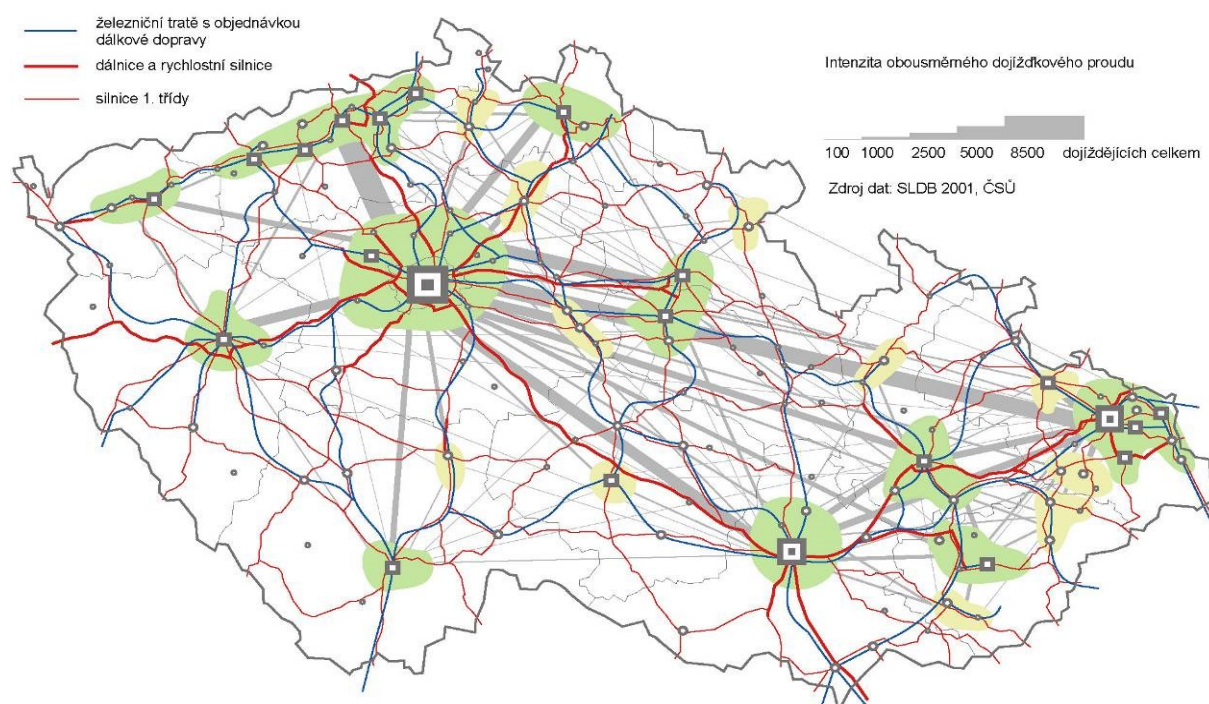 železniční tratě s objednávkou
dálkové dopravy
dálnice a rychlostní silnice
silnice 1. třídy
Intenzita obousměrného dojížďkového proudu
100 1000 2500 5000 8500 dojíždějících celkem
Zdroj dat: SLDB 2001, ČSÚ